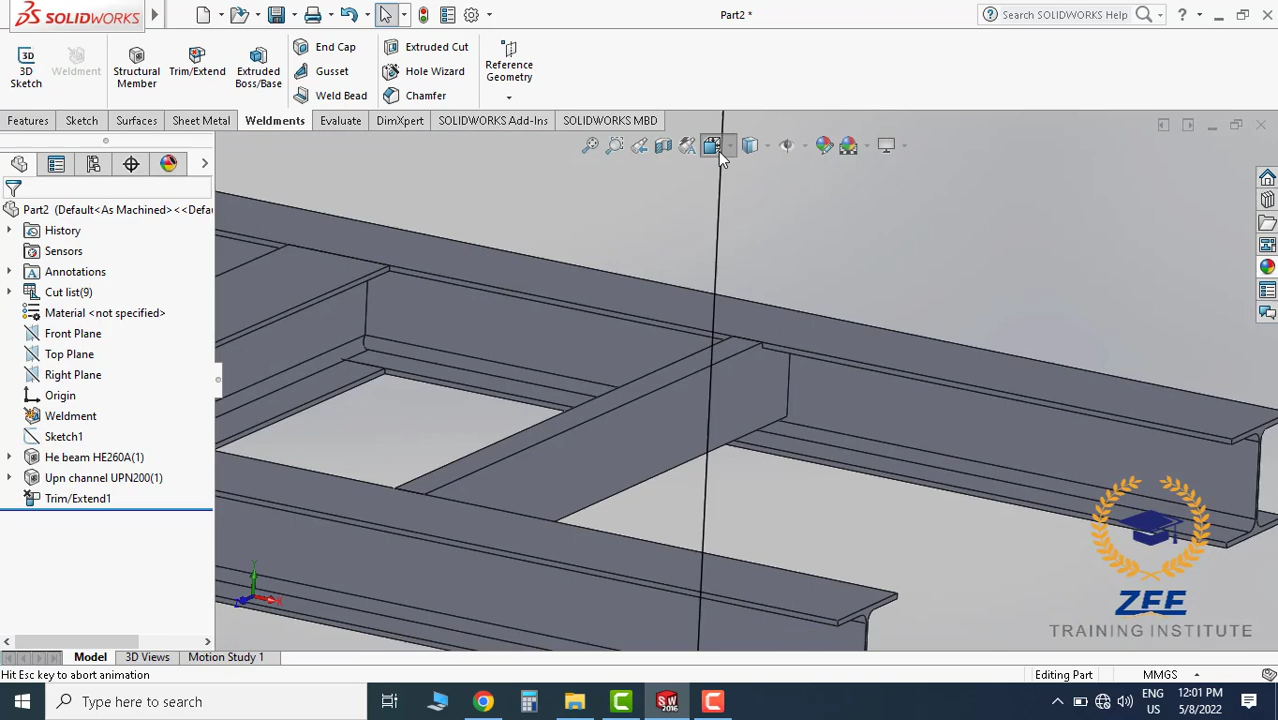 SOLIDWORKS
Part2 *
Search SOLIDWORKS Help
3D
Sketch
Weldment
Structural
Member
Trim/Extend
Extruded
Boss/Base
End Cap
Gusset
Weld Bead
Extruded Cut
Hole Wizard
Chamfer
Reference
Geometry
Features
Sketch
Surfaces
Sheet Metal
Weldments
Evaluate
DimXpert
SOLIDWORKS Add-Ins
SOLIDWORKS MBD
Part2 (Default<As Machined><<Defau
History
Sensors
Annotations
Cut list(9)
Material <not specified>
Front Plane
Top Plane
Right Plane
Origin
Weldment
Sketch1
He beam HE260A(1)
Upn channel UPN200(1)
Trim/Extend1
Y
X
Z
ZEE
TRAINING INSTITUTE
Model
3D Views
Motion Study 1
Hit Esc key to abort animation
Editing Part
MMGS
Type here to search
SW
2016
ENG
US
12:01 PM
5/8/2022